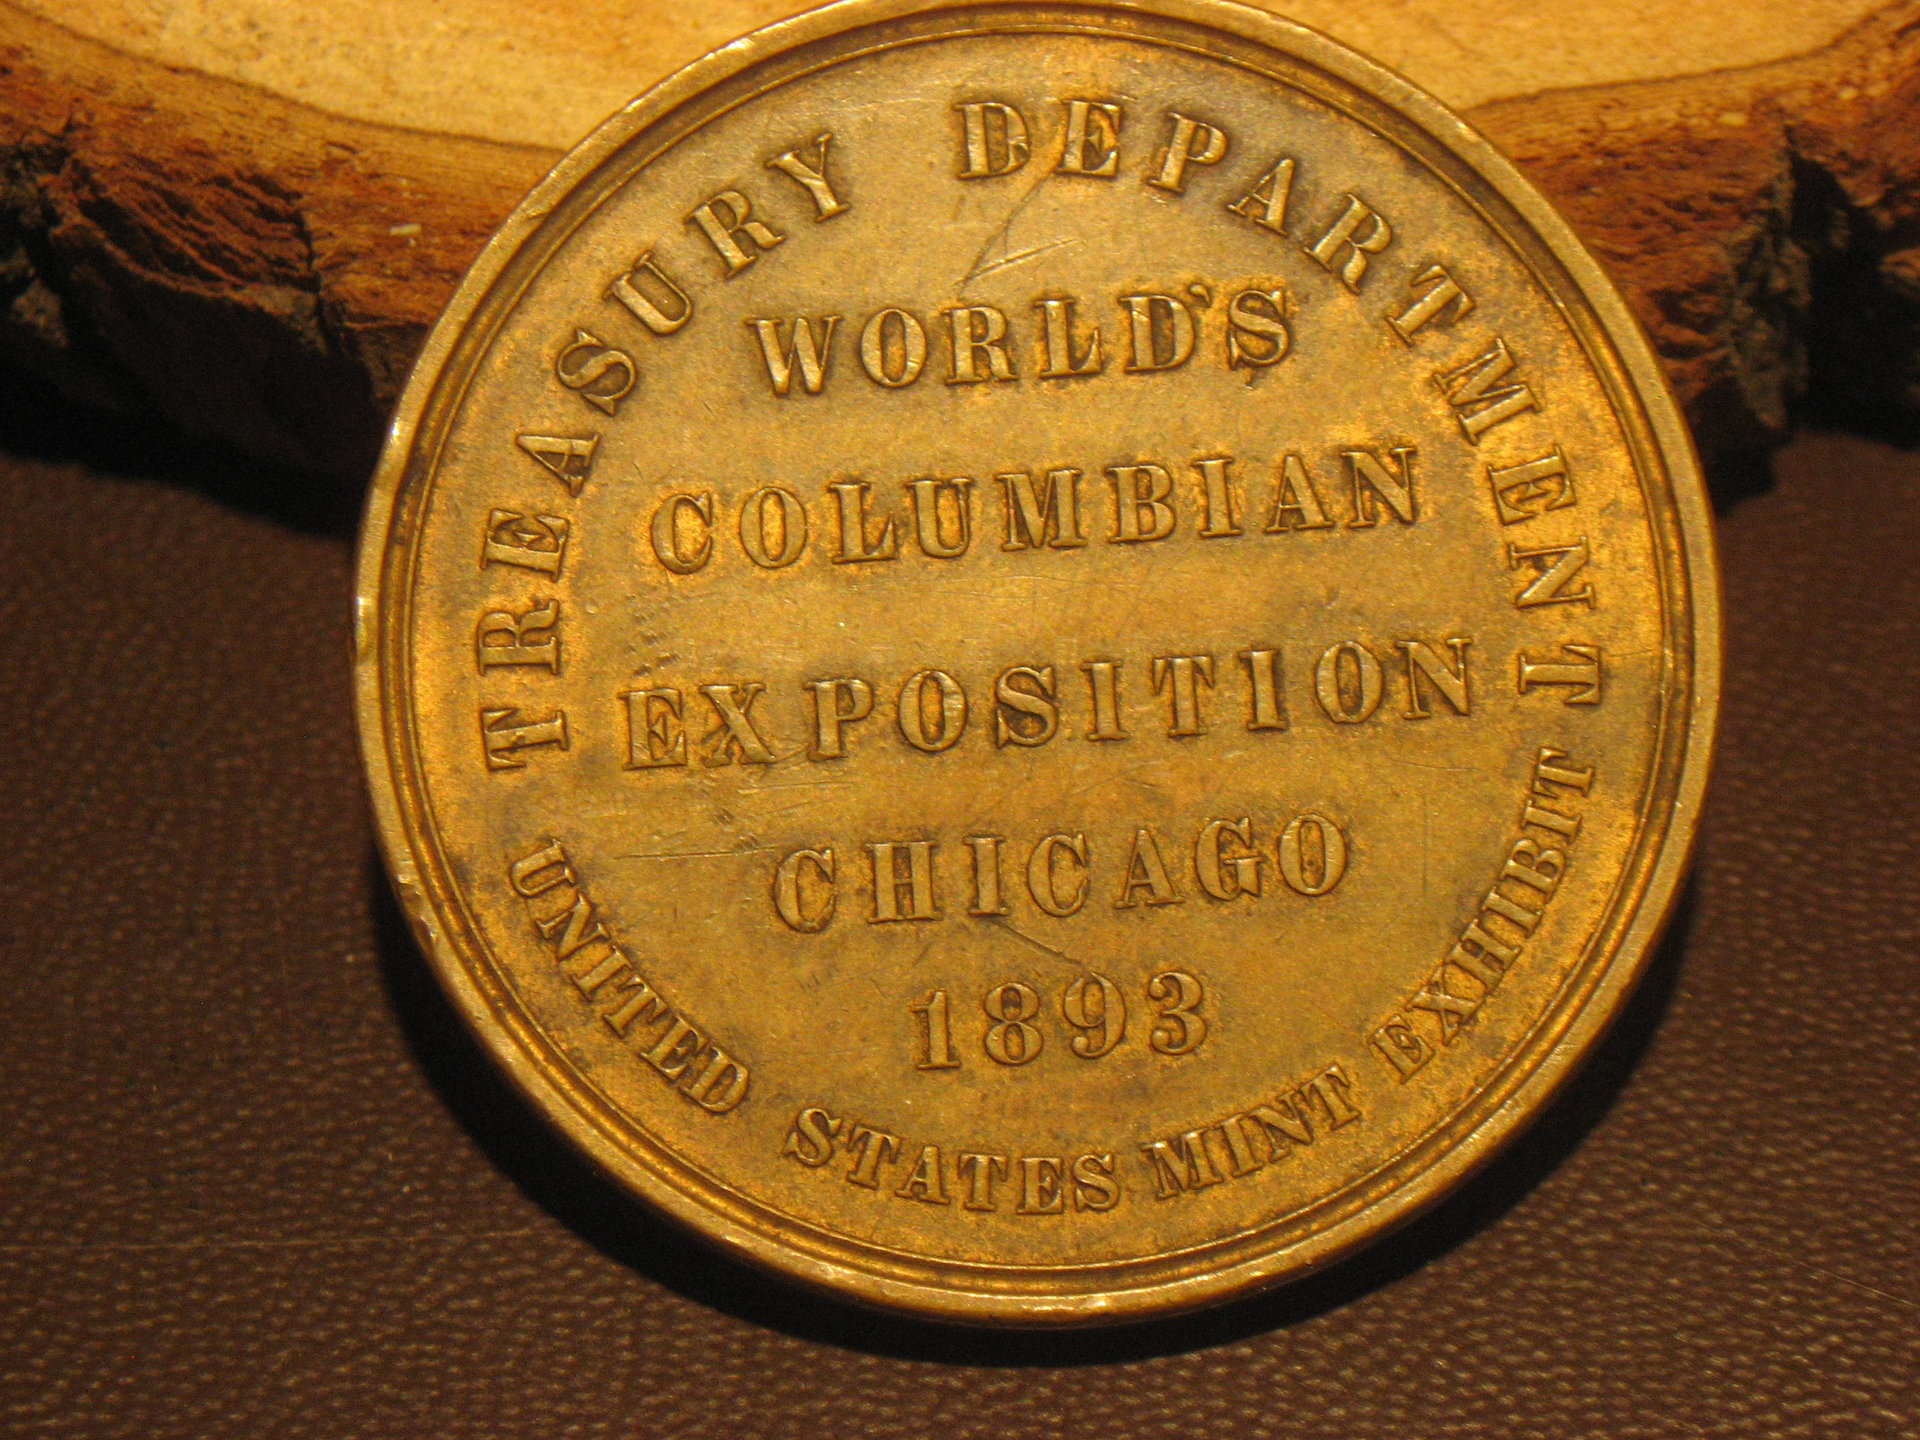 TREASURY DEPARTMENT
WORLD'S
COLUMBIAN
EXPOSITION
CHICAGO
1893
UNITED STATES MINT EXHIBIT